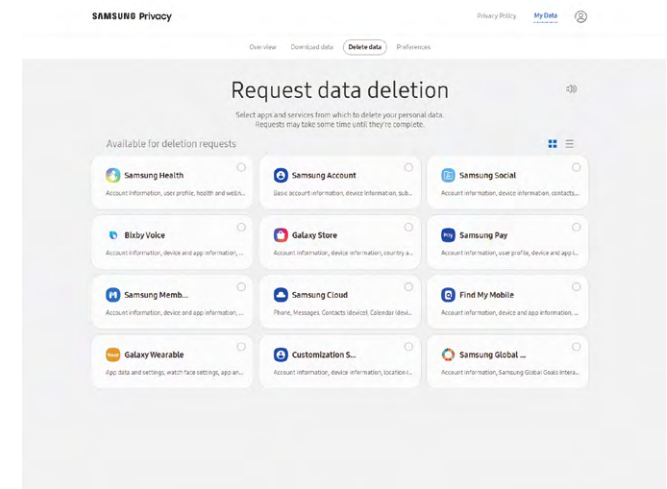 SAMSUNG Privacy
Privacy Policy My Data
Overview Download data Delete data Preferences
Request data deletion
Select apps and services from which to delete your personal data.
Requests may take some time until they're complete.
Available for deletion requests
Samsung Health
Account information, user profile, health and welln...
Samsung Account
Basic account information, device information, sub...
Samsung Social
Account information, device information, contacts...
Bixby Voice
Account information, device and app information, ...
Galaxy Store
Account information, device information, country a...
Pay Samsung Pay
Account information, user profile, device and app i...
Samsung Memb...
Account information, device and app information, ...
Samsung Cloud
Phone, Messages, Contacts (device), Calendar (devi...
Find My Mobile
Account information, device and app information, ...
Galaxy Wearable
App data and settings, watch face settings, app an...
Customization S...
Account information, device information, location i...
Samsung Global ...
Account information, Samsung Global Goals intera...